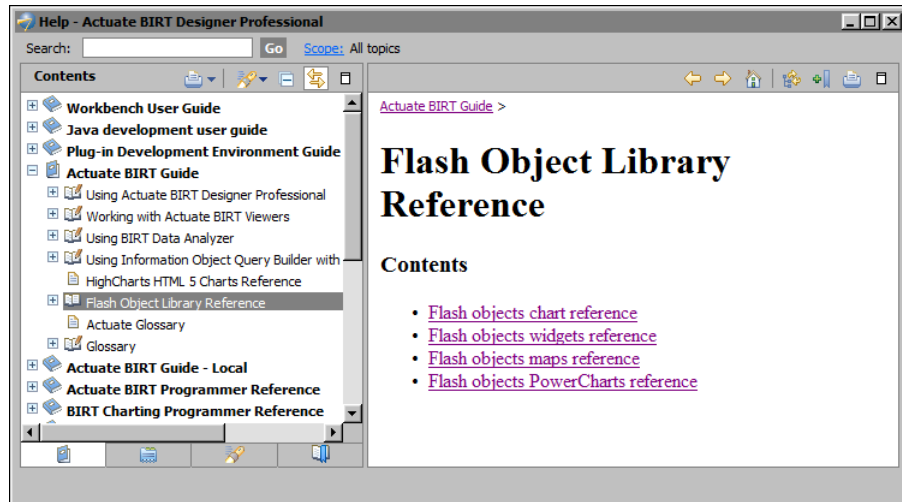 Help - Actuate BIRT Designer Professional
Search:
Go
Scope: All topics
Contents
Workbench User Guide
Java development user guide
Plug-in Development Environment Guide
Actuate BIRT Guide
Using Actuate BIRT Designer Professional
Working with Actuate BIRT Viewers
Using BIRT Data Analyzer
Using Information Object Query Builder with
HighCharts HTML 5 Charts Reference
Flash Object Library Reference
Actuate Glossary
Glossary
Actuate BIRT Guide - Local
Actuate BIRT Programmer Reference
BIRT Charting Programmer Reference
Actuate BIRT Guide >
Flash Object Library
Reference
Contents
• Flash objects chart reference
• Flash objects widgets reference
• Flash objects maps reference
• Flash objects PowerCharts reference